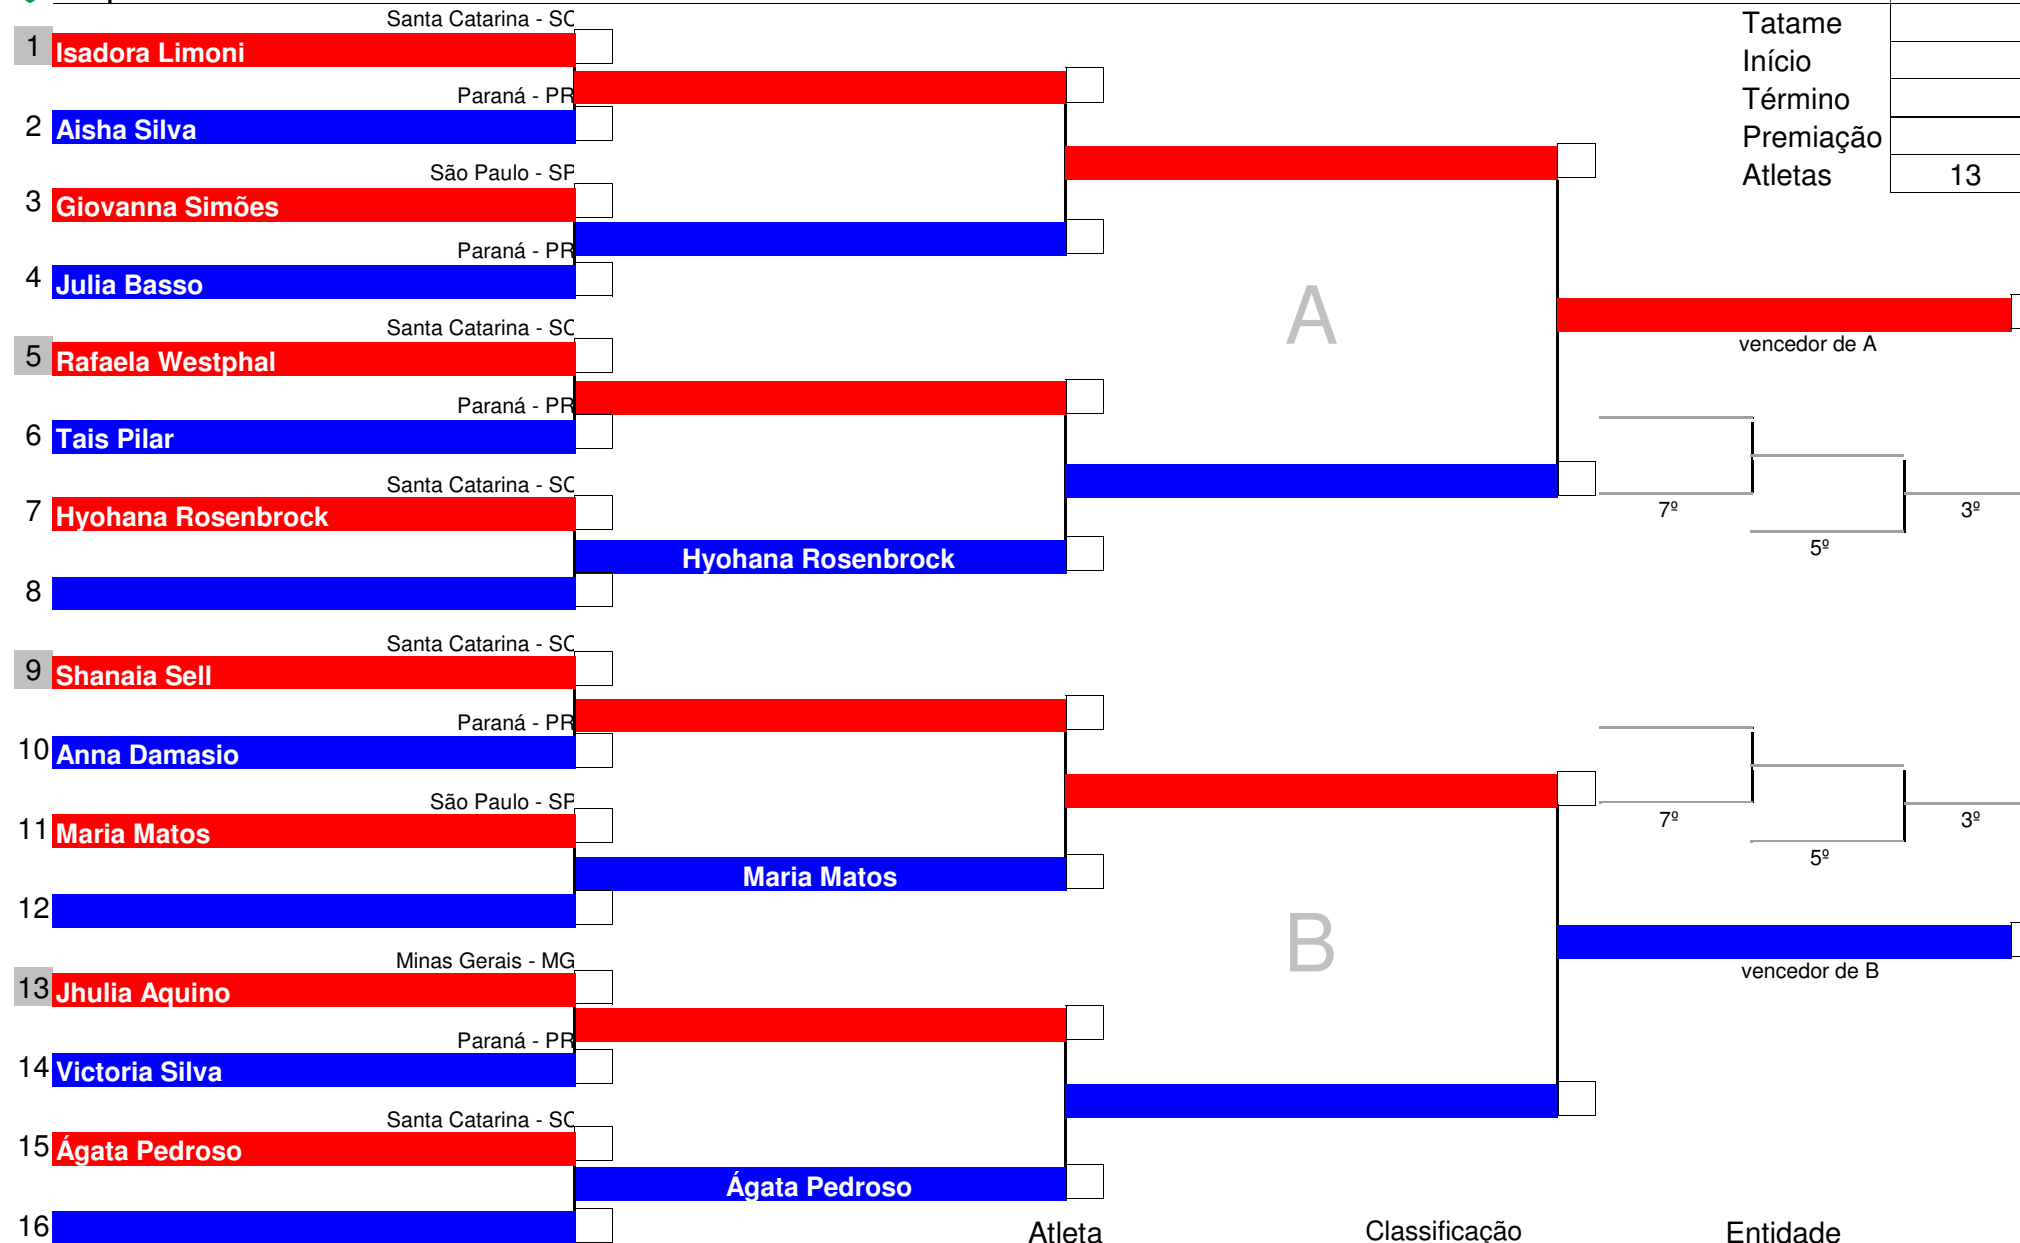 Santa Catarina - SC
1 Isadora Limoni
Paraná - PR
2 Aisha Silva
São Paulo - SP
3 Giovanna Simões
Paraná - PR
4 Julia Basso
Santa Catarina - SC
5 Rafaela Westphal
Paraná - PR
6 Tais Pilar
Santa Catarina - SC
7 Hyohana Rosenbrock
8
Santa Catarina - SC
9 Shanaia Sell
Paraná - PR
10 Anna Damasio
São Paulo - SP
11 Maria Matos
12
Minas Gerais - MG
13 Jhulia Aquino
Paraná - PR
14 Victoria Silva
Santa Catarina - SC
15 Ágata Pedroso
16
Hyohana Rosenbrock
Maria Matos
Ágata Pedroso
A
B
Tatame
Início
Término
Premiação
Atletas 13
vencedor de A
7º
3º
5º
7º
3º
5º
vencedor de B
Atleta Classificação Entidade